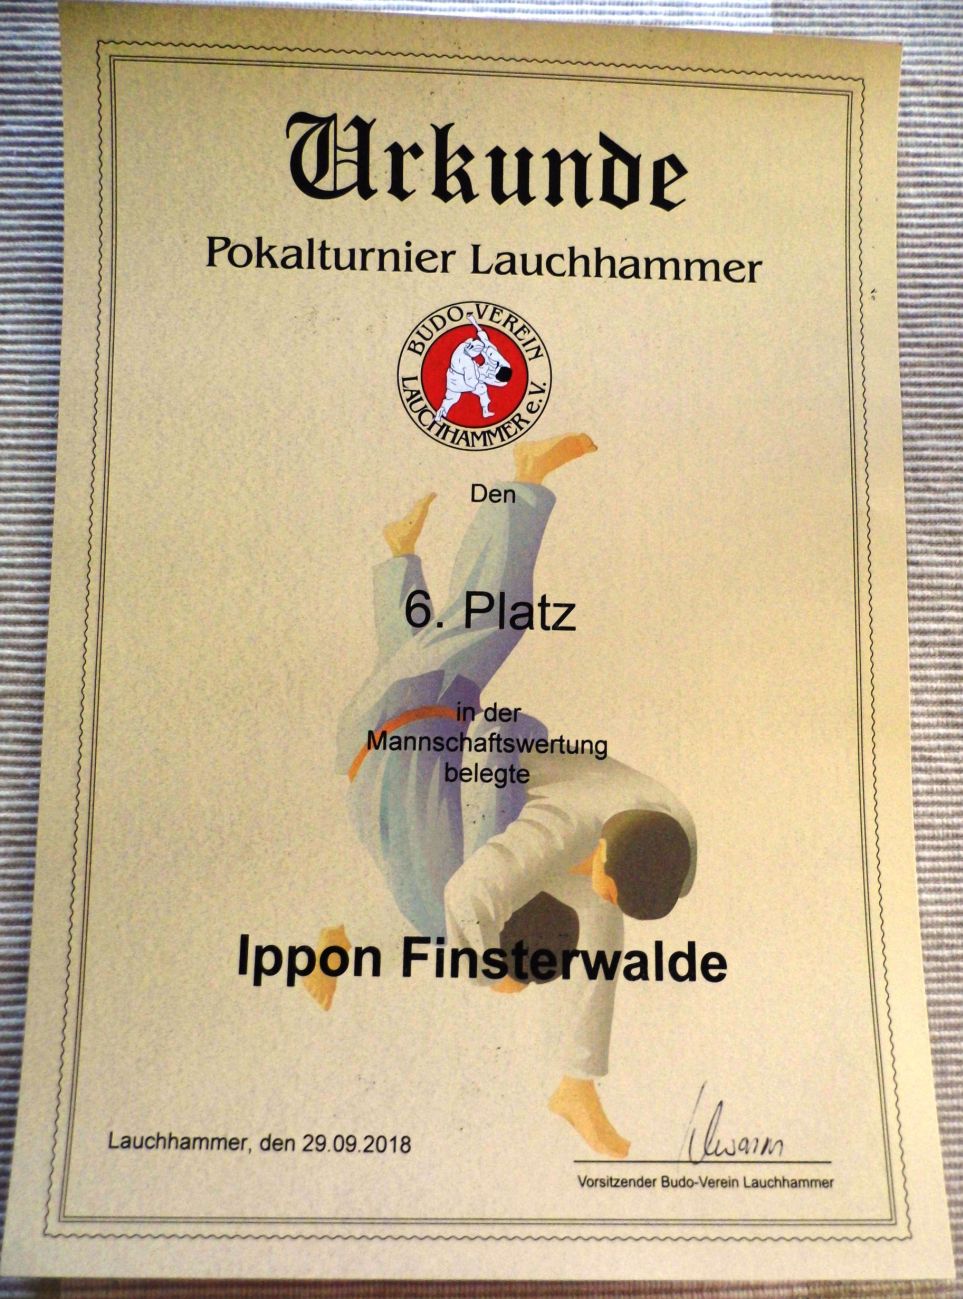 Urkunde
Pokalturnier Lauchhammer
BUDO-VEREIN
LAUCHHAMMER e.V.
Den
6. Platz
in der
Mannschaftswertung
belegte
Ippon Finsterwalde
Lauchhammer, den 29.09.2018
Vorsitzender Budo-Verein Lauchhammer